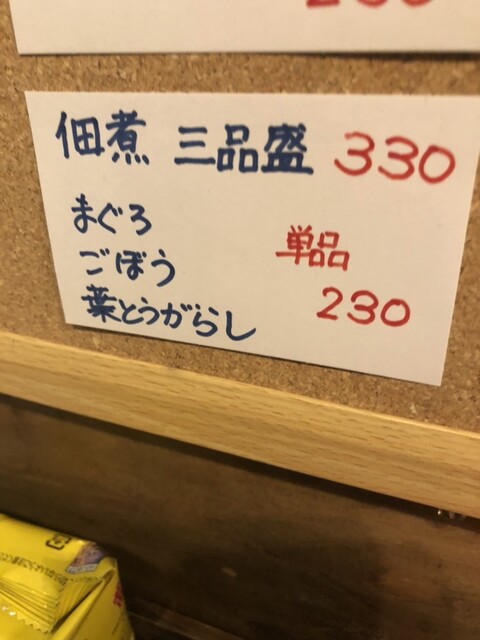 佃煮 三品盛 330
まぐろ
ごぼう
葉とうがらし
単品
230